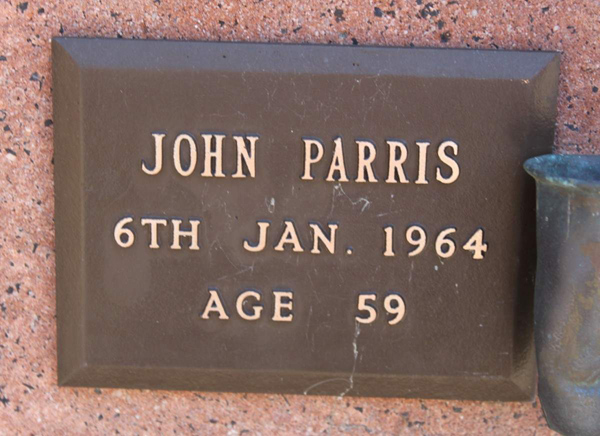 JOHN PARRIS
6TH JAN. 1964
AGE 59